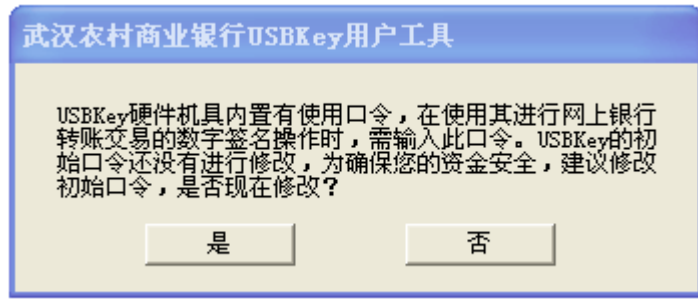 武汉农村商业银行USBKey用户工具
USBKey硬件机具内置有使用口令，在使用其进行网上银行
转账交易的数字签名操作时，需输入此口令。USBKey的初
始口令还没有进行修改，为确保您的资金安全，建议修改
初始口令，是否现在修改？
是
否